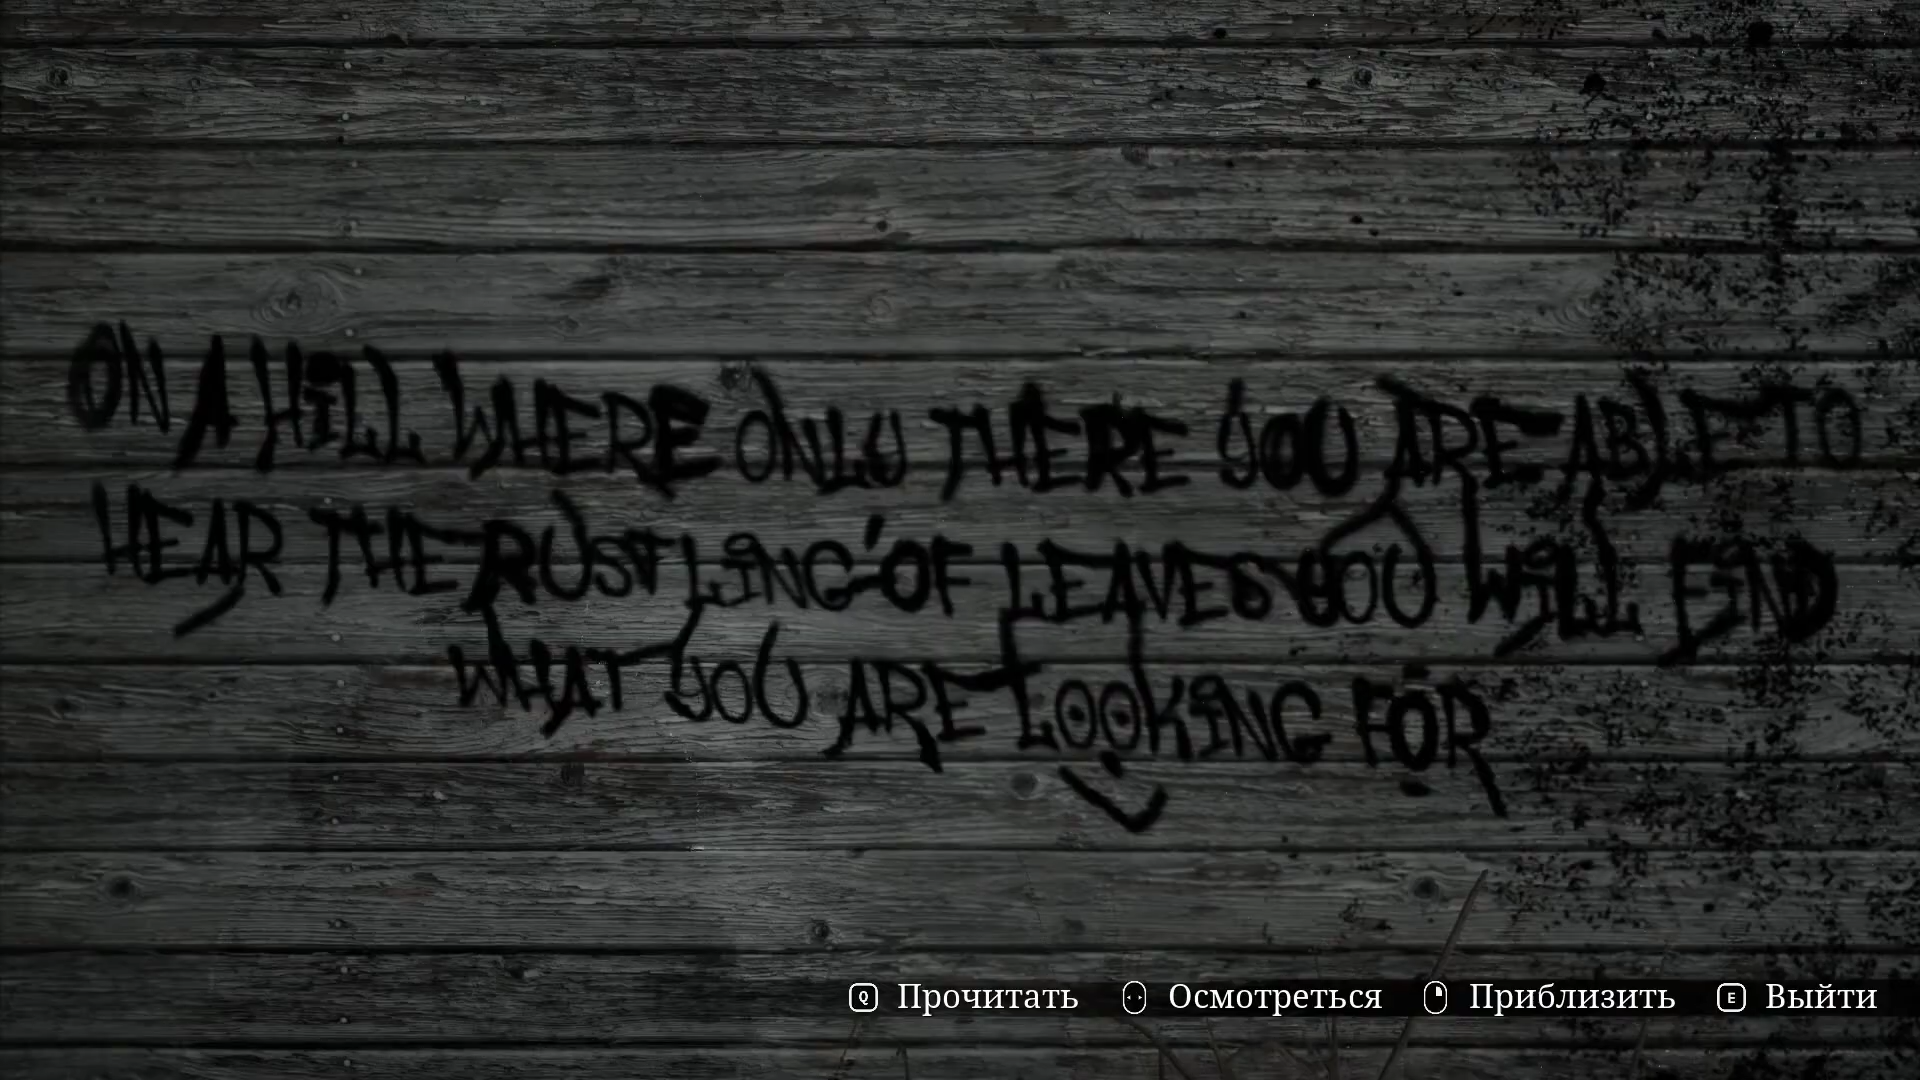 ON A HILL WHERE ONLY THERE YOU ARE ABLE TO
HEAR THE RUSTLING OF LEAVES YOU WILL FIND
WHAT YOU ARE LOOKING FOR
Q Прочитать Осмотреться Приблизить E Выйти